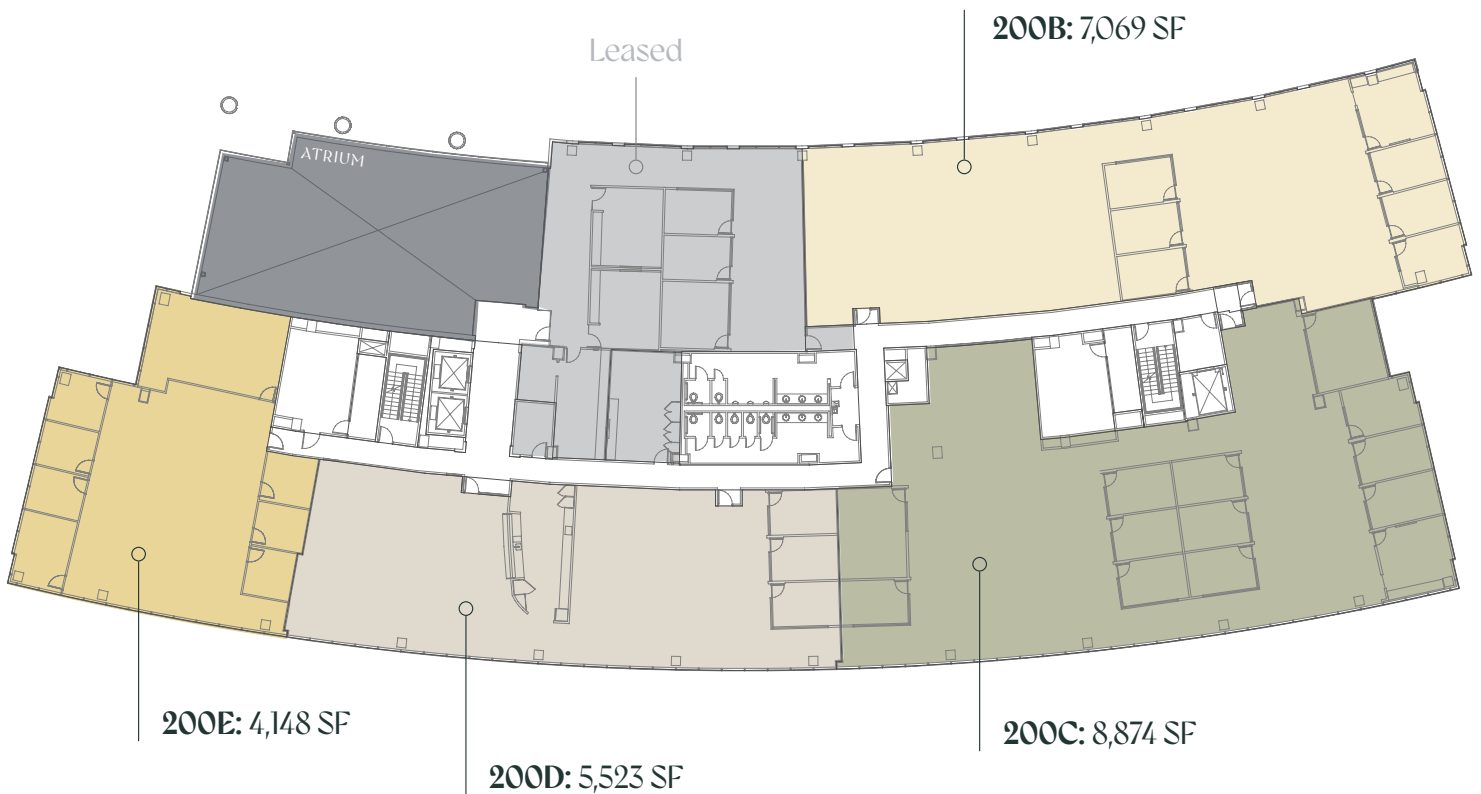 200B: 7,069 SF
Leased
ATRIUM
200E: 4,148 SF
200C: 8,874 SF
200D: 5,523 SF